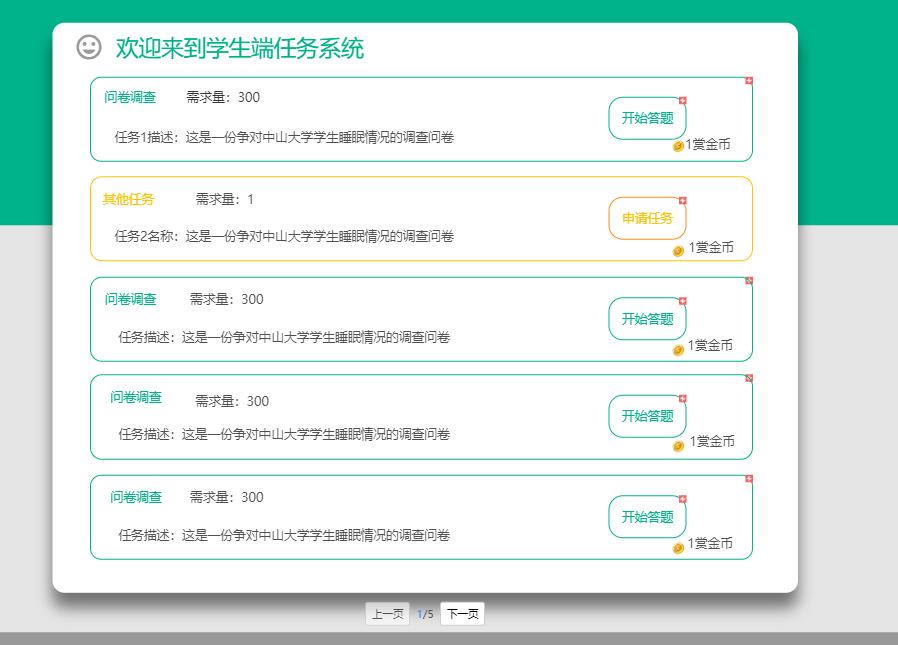 欢迎来到学生端任务系统
问卷调查 需求量：300
开始答题
任务1描述：这是一份争对中山大学学生睡眠情况的调查问卷
1赏金币
其他任务 需求量：1
申请任务
任务2名称：这是一份争对中山大学学生睡眠情况的调查问卷
1赏金币
问卷调查 需求量：300
开始答题
任务描述：这是一份争对中山大学学生睡眠情况的调查问卷
1赏金币
问卷调查 需求量：300
开始答题
任务描述：这是一份争对中山大学学生睡眠情况的调查问卷
1赏金币
问卷调查 需求量：300
开始答题
任务描述：这是一份争对中山大学学生睡眠情况的调查问卷
1赏金币
上一页 1/5 下一页